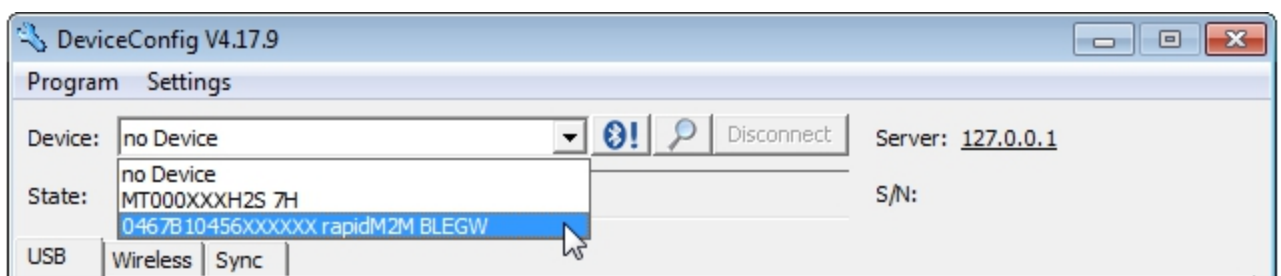 DeviceConfig V4.17.9
Program Settings
Device: no Device Disconnect Server: 127.0.0.1
no Device
State: MT000XXXH2S 7H S/N:
0467B10456XXXXXX rapidM2M BLEGW
USB Wireless Sync